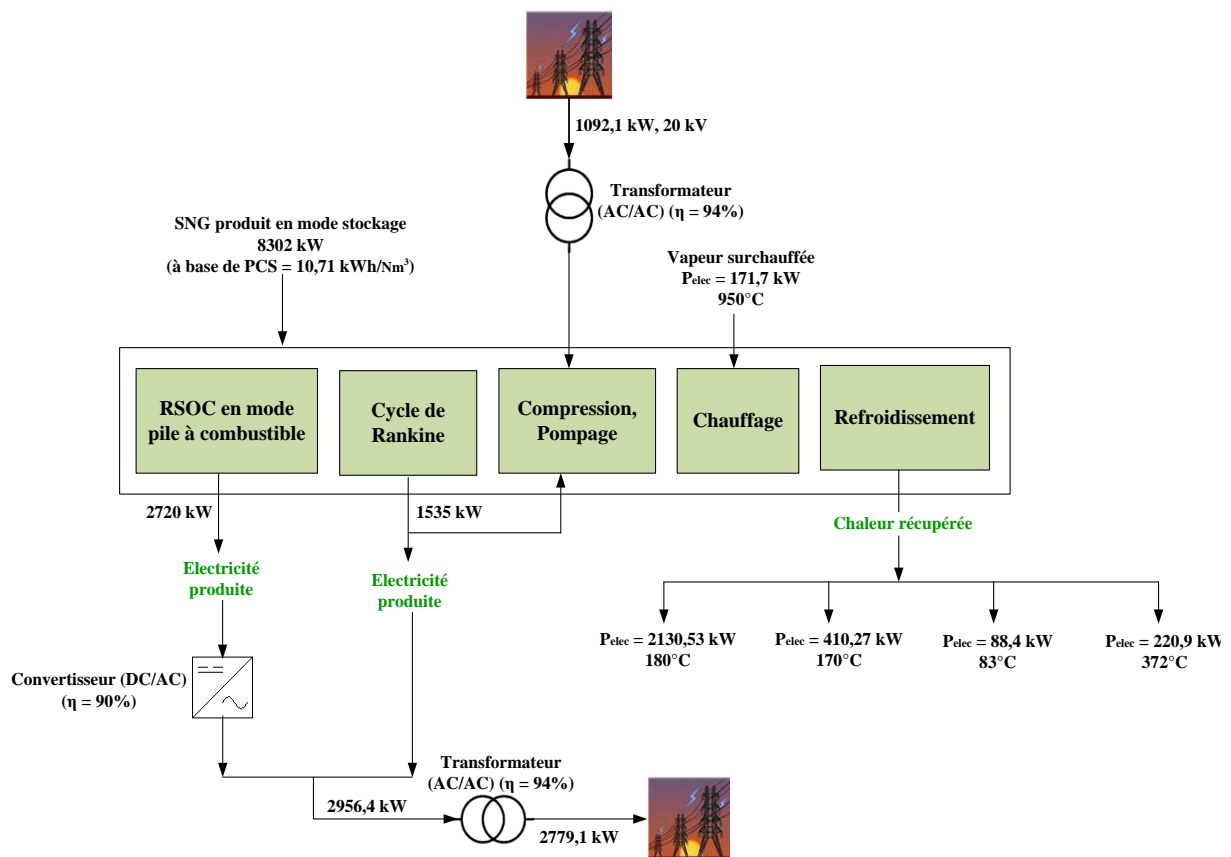 1092,1 kW, 20 kV
Transformateur
(AC/AC) (η = 94%)
SNG produit en mode stockage
8302 kW
(à base de PCS = 10,71 kWh/Nm³)
Vapeur surchauffée
Pelec = 171,7 kW
950°C
RSOC en mode
pile à combustible
Cycle de
Rankine
Compression,
Pompage
Chauffage
Refroidissement
2720 kW
1535 kW
Chaleur récupérée
Electricité
produite
Electricité
produite
Pelec = 2130,53 kW
180°C
Pelec = 410,27 kW
170°C
Pelec = 88,4 kW
83°C
Pelec = 220,9 kW
372°C
Convertisseur (DC/AC)
(η = 90%)
Transformateur
(AC/AC) (η = 94%)
2956,4 kW
2779,1 kW